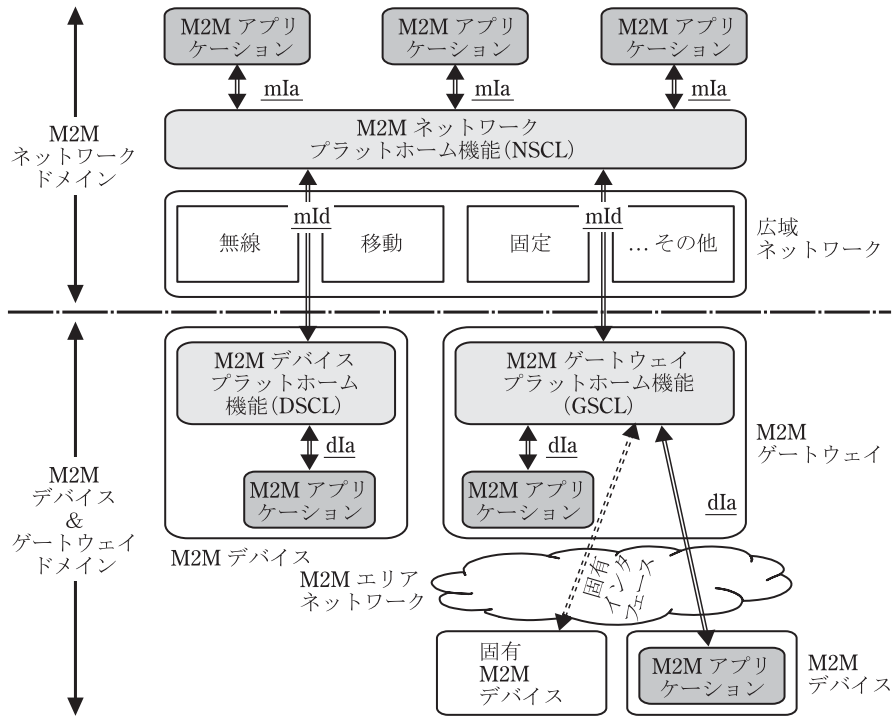 M2M アプリ
ケーション
M2M アプリ
ケーション
M2M アプリ
ケーション
mIa
mIa
mIa
M2M
ネットワーク
ドメイン
M2M ネットワーク
プラットホーム機能(NSCL)
mId
mId
無線
移動
固定
…その他
広域
ネットワーク
M2M デバイス
プラットホーム
機能(DSCL)
M2M ゲートウェイ
プラットホーム機能
(GSCL)
M2M
ゲートウェイ
dIa
dIa
M2M アプリ
ケーション
M2M アプリ
ケーション
dIa
M2M
デバイス
&
ゲートウェイ
ドメイン
M2M デバイス
M2M エリア
ネットワーク
固有
インタ
フェース
固有
M2M
デバイス
M2M アプリ
ケーション
M2M
デバイス